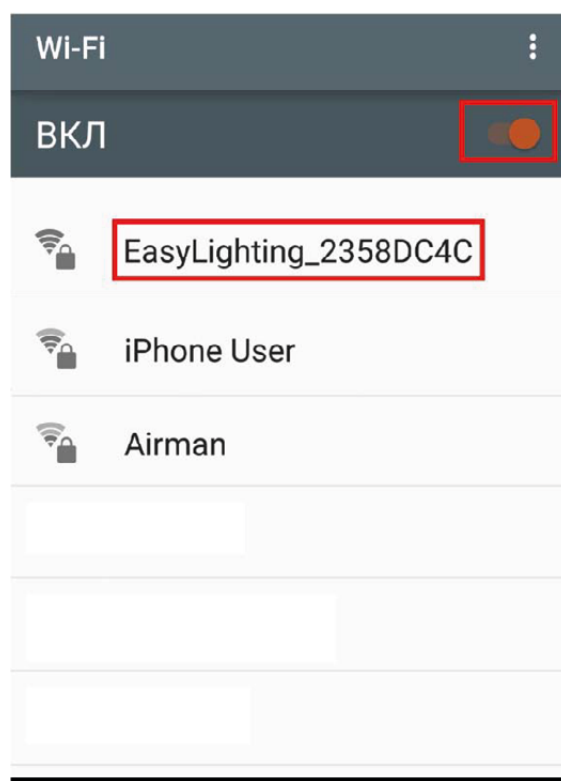 Wi-Fi
ВКЛ
EasyLighting_2358DC4C
iPhone User
Airman